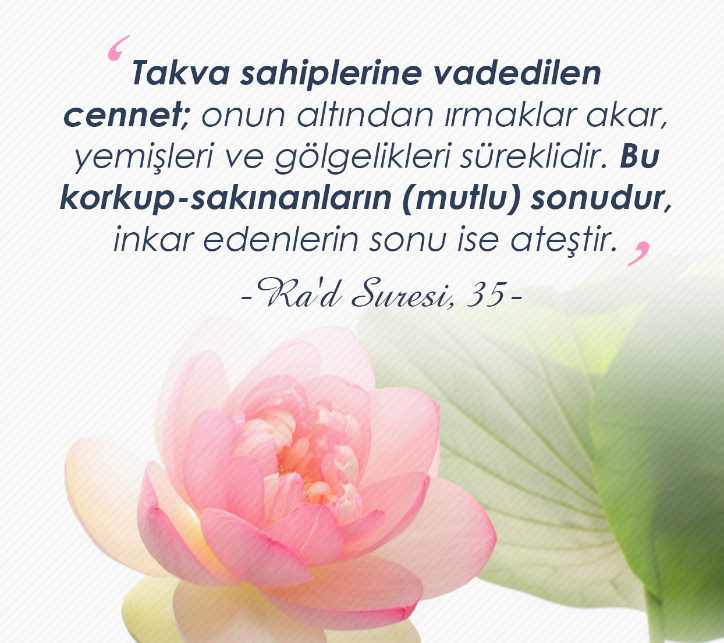 ‘Takva sahiplerine vadedilen
cennet; onun altından ırmaklar akar,
yemişleri ve gölgelikleri süreklidir. Bu
korkup-sakınanların (mutlu) sonudur,
inkar edenlerin sonu ise ateştir.’
-Ra'd Suresi, 35-